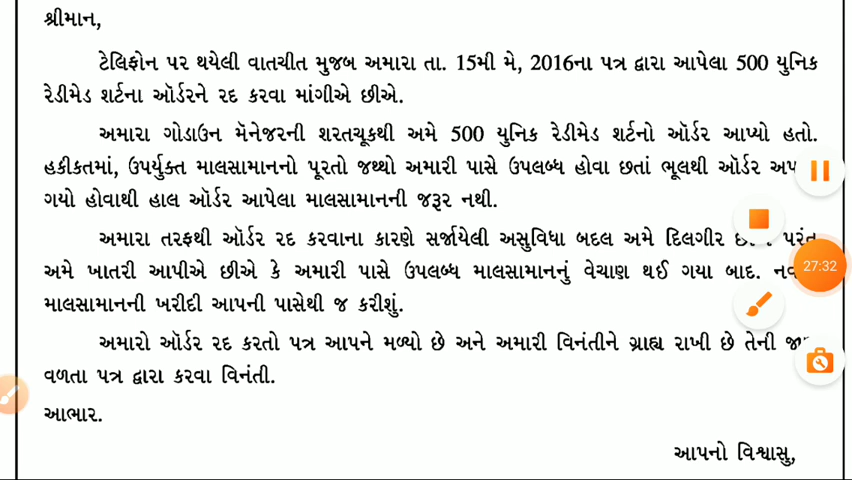 શ્રીમાન,
ટેલિફોન પર થયેલી વાતચીત મુજબ અમારા તા. 15મી મે, 2016ના પત્ર દ્વારા આપેલા 500 યુનિક
રેડીમેડ શર્ટના ઑર્ડરને રદ કરવા માંગીએ છીએ.
અમારા ગોડાઉન મૅનેજરની શરતચૂકથી અમે 500 યુનિક રેડીમેડ શર્ટનો ઑર્ડર આપ્યો હતો.
હકીકતમાં, ઉપર્યુક્ત માલસામાનનો પૂરતો જથ્થો અમારી પાસે ઉપલબ્ધ હોવા છતાં ભૂલથી ઑર્ડર
ગયો હોવાથી હાલ ઑર્ડર આપેલા માલસામાનની જરૂર નથી.
અમારા તરફથી ઑર્ડર રદ કરવાના કારણે સર્જાયેલી અસુવિધા બદલ અમે દિલગીર
અમે ખાતરી આપીએ છીએ કે અમારી પાસે ઉપલબ્ધ માલસામાનનું વેચાણ થઈ ગયા બાદ.
માલસામાનની ખરીદી આપની પાસેથી જ કરીશું.
અમારો ઑર્ડર રદ કરતો પત્ર આપને મળ્યો છે અને અમારી વિનંતીને ગ્રાહ્ય રાખી છે તેની
વળતા પત્ર દ્વારા કરવા વિનંતી.
આભાર.
આપનો વિશ્વાસુ,
27:32